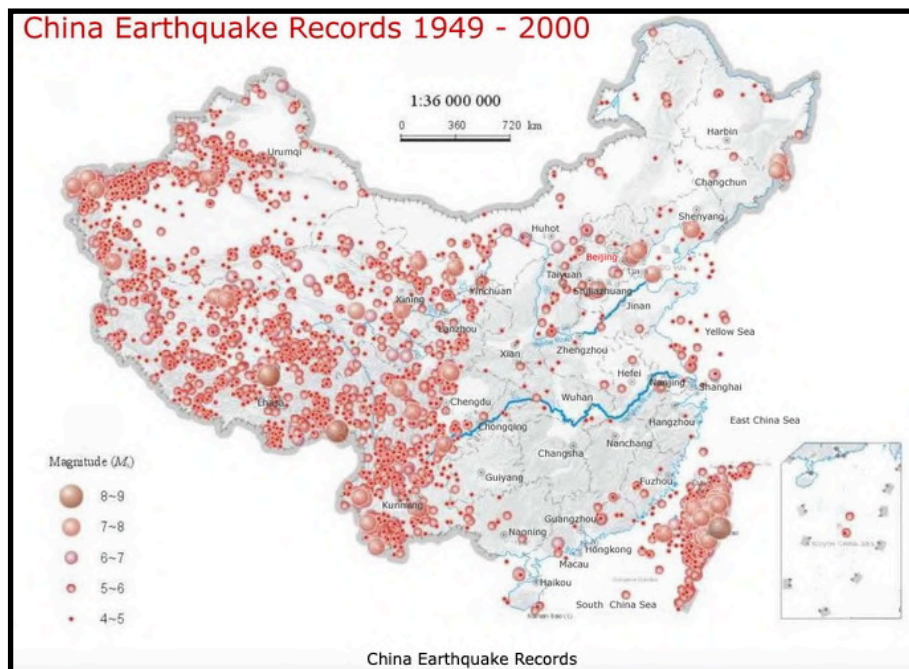 China Earthquake Records 1949 - 2000
1:36 000 000
0 360 720 km
Harbin
Urumqi
Changchun
Shenyang
Huhot
Beijing
Taiyuan
Shijiazhuang
Yinchuan
Xining
Jinan
Lanzhou
Yellow Sea
Xian
Zhengzhou
Hefei
Nanjing
Shanghai
Lhasa
Chengdu
Wuhan
Hangzhou
East China Sea
Chongqing
Nanchang
Changsha
Magnitude (Ms)
Guiyang
Fuzhou
8~9
Kunming
7~8
Guangzhou
Naoning
Hongkong
6~7
Macau
5~6
Haikou
South China Sea
4~5
China Earthquake Records